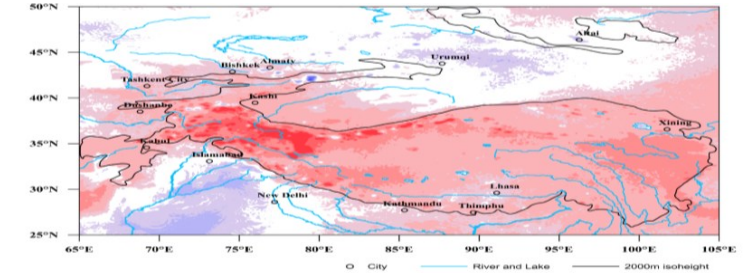 50°N
Altai
45°N
Urumqi
Bishkek Almaty
Tashkent City
40°N
Kashi
Dushanbe
Xining
35°N
Kabul
Islamabad
30°N
Lhasa
New Delhi
Kathmandu Thimphu
25°N
65°E 70°E 75°E 80°E 85°E 90°E 95°E 100°E 105°E
City River and Lake 2000m isoheight